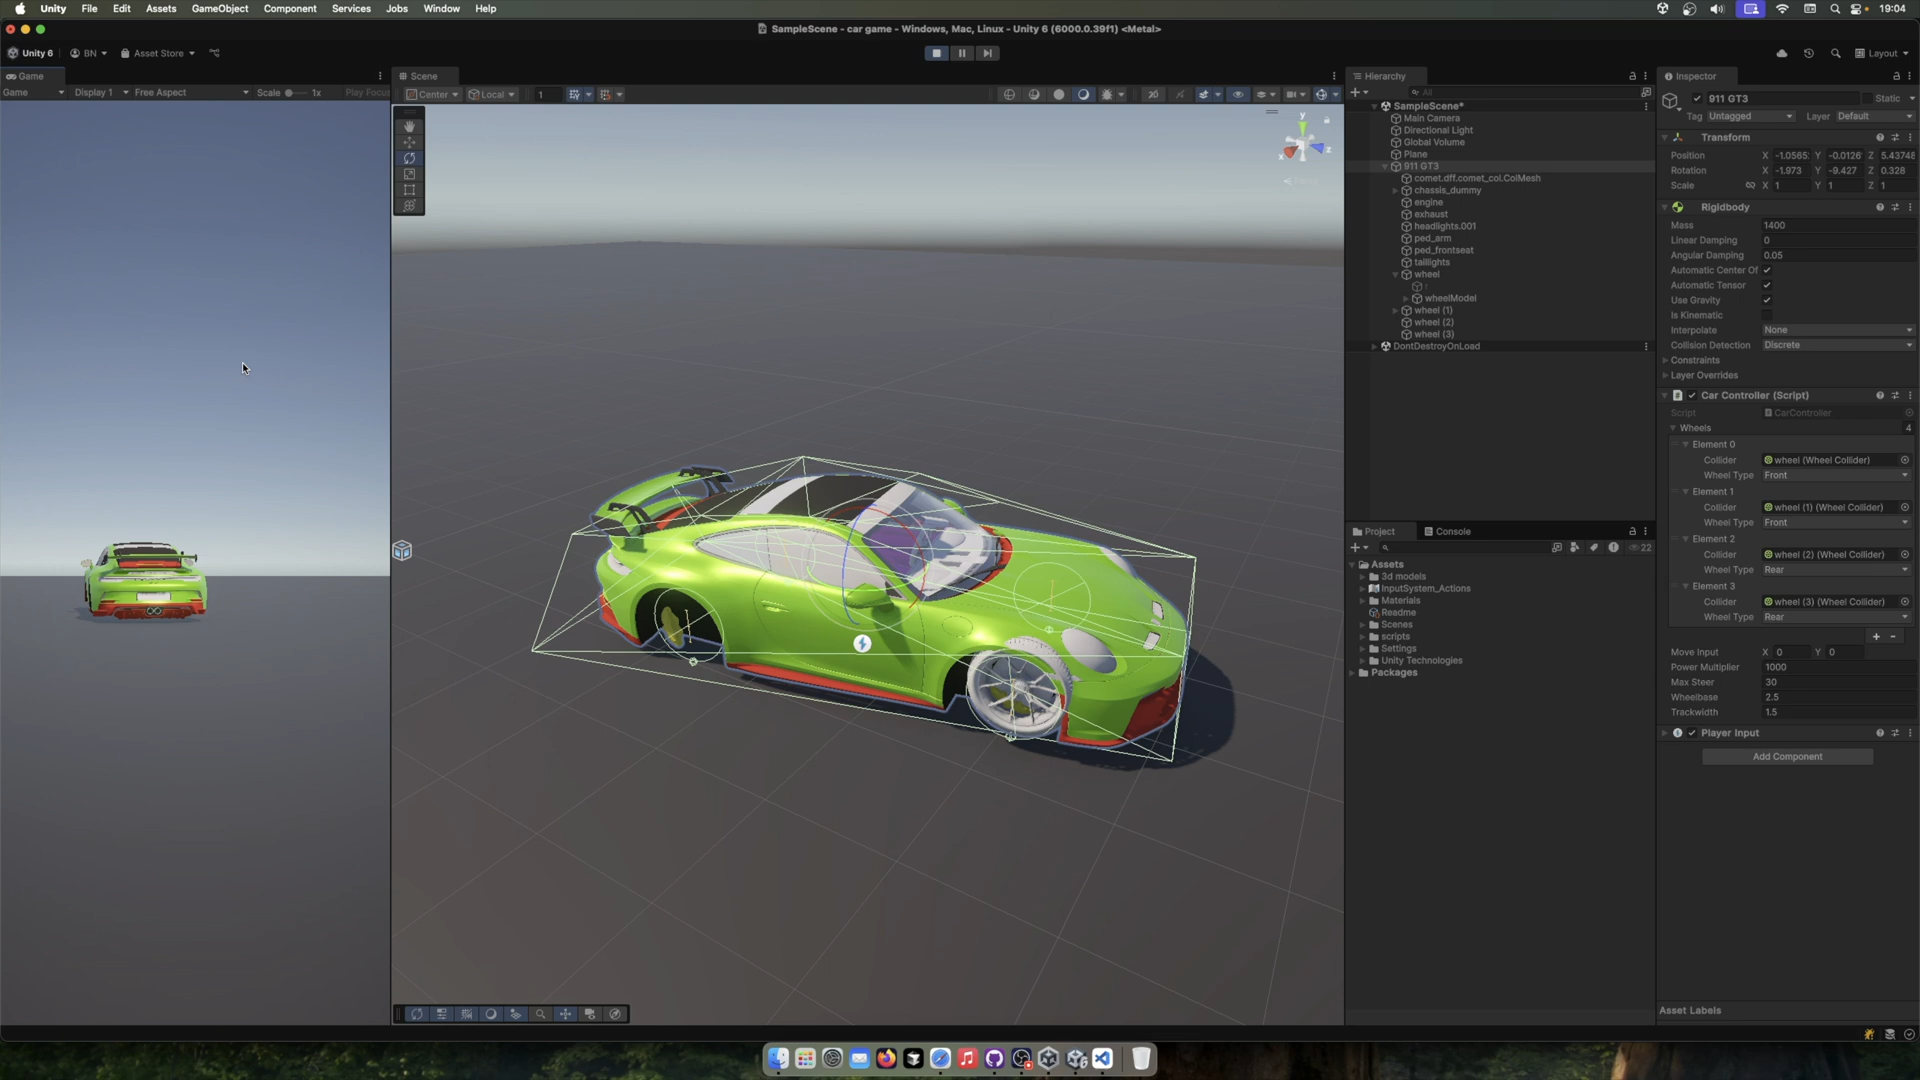 Unity File Edit Assets GameObject Component Services Jobs Window Help 19:04
SampleScene - car game - Windows, Mac, Linux - Unity 6 (6000.0.39f1) <Metal>
Unity 6 BN Asset Store Layout
Game
Game Display 1 Free Aspect Scale 1x Play Focus
Scene
Center Local 1
y
x
z
Hierarchy
All
SampleScene*
Main Camera
Directional Light
Global Volume
Plane
911 GT3
comet.dff.comet_col.ColMesh
chassis_dummy
engine
exhaust
headlights.001
ped_arm
ped_frontseat
taillights
wheel
r
wheelModel
wheel (1)
wheel (2)
wheel (3)
DontDestroyOnLoad
Project Console
22
Assets
3d models
InputSystem_Actions
Materials
Readme
Scenes
scripts
Settings
Unity Technologies
Packages
Inspector
911 GT3 Static
Tag Untagged Layer Default
Transform
Position X -1.0565 Y -0.0126 Z 5.43748
Rotation X -1.973 Y -9.427 Z 0.328
Scale X 1 Y 1 Z 1
Rigidbody
Mass 1400
Linear Damping 0
Angular Damping 0.05
Automatic Center Of
Automatic Tensor
Use Gravity
Is Kinematic
Interpolate None
Collision Detection Discrete
Constraints
Layer Overrides
Car Controller (Script)
Script CarController
Wheels 4
Element 0
Collider wheel (Wheel Collider)
Wheel Type Front
Element 1
Collider wheel (1) (Wheel Collider)
Wheel Type Front
Element 2
Collider wheel (2) (Wheel Collider)
Wheel Type Rear
Element 3
Collider wheel (3) (Wheel Collider)
Wheel Type Rear
Move Input X 0 Y 0
Power Multiplier 1000
Max Steer 30
Wheelbase 2.5
Trackwidth 1.5
Player Input
Add Component
Asset Labels